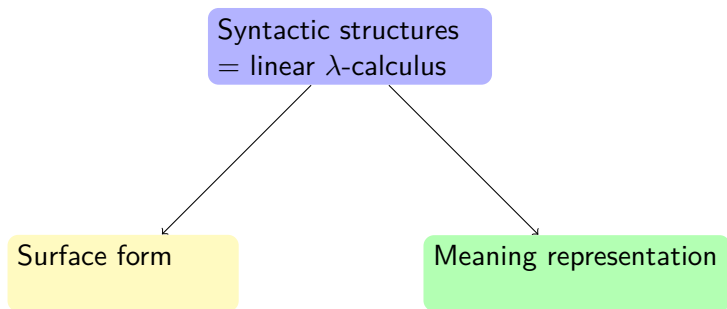 Syntactic structures
= linear λ-calculus
Surface form
Meaning representation